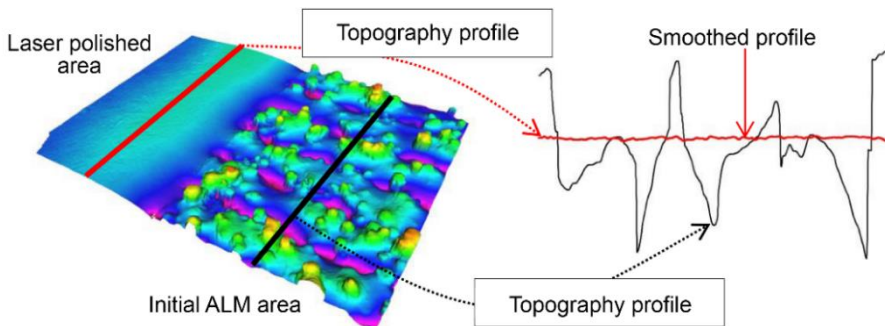 Laser polished
area
Topography profile
Smoothed profile
Initial ALM area
Topography profile